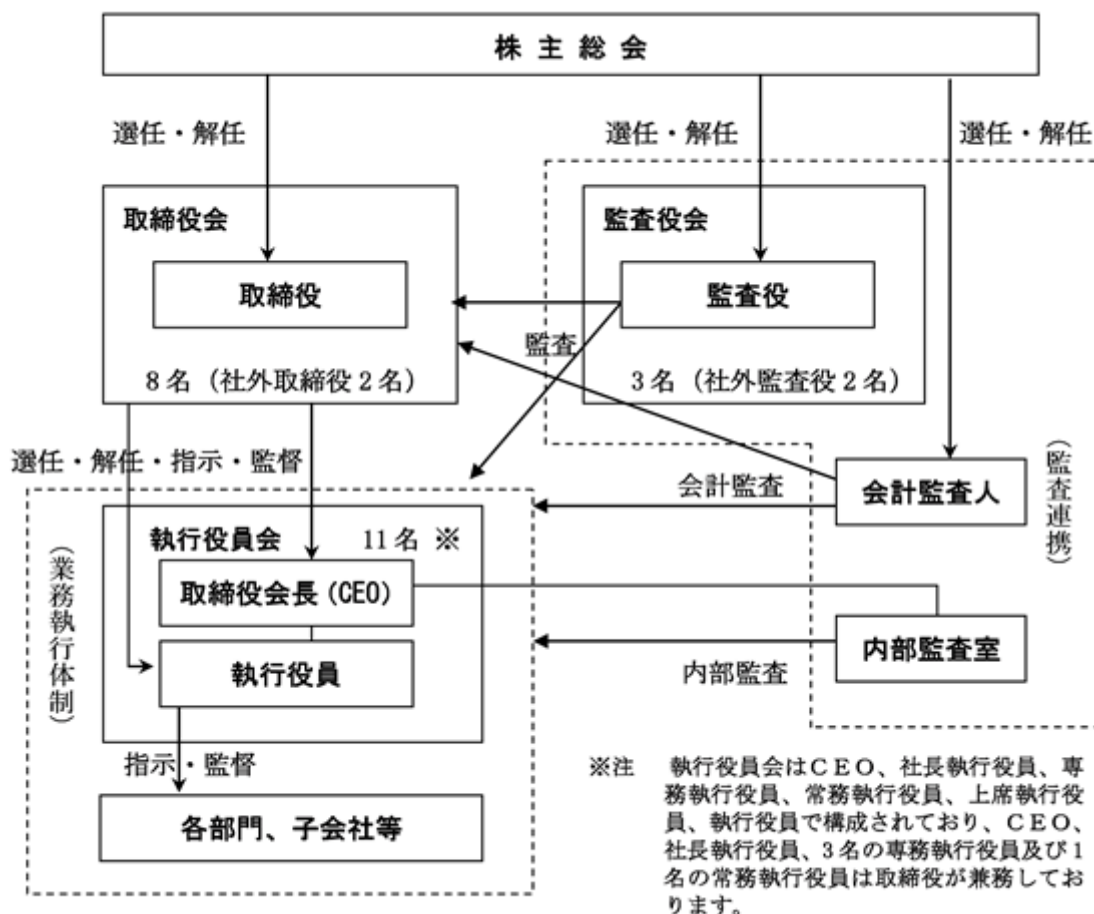 株主総会
選任・解任
選任・解任
選任・解任
取締役会
取締役
8名（社外取締役2名）
監査役会
監査役
3名（社外監査役2名）
監査
選任・解任・指示・監督
会計監査
会計監査人
（監査連携）
（業務執行体制）
執行役員会 11名 ※
取締役会長（CEO）
執行役員
内部監査
内部監査室
指示・監督
各部門、子会社等
※注 執行役員会はＣＥＯ、社長執行役員、専
務執行役員、常務執行役員、上席執行役
員、執行役員で構成されており、ＣＥＯ、
社長執行役員、3名の専務執行役員及び1
名の常務執行役員は取締役が兼務してお
ります。